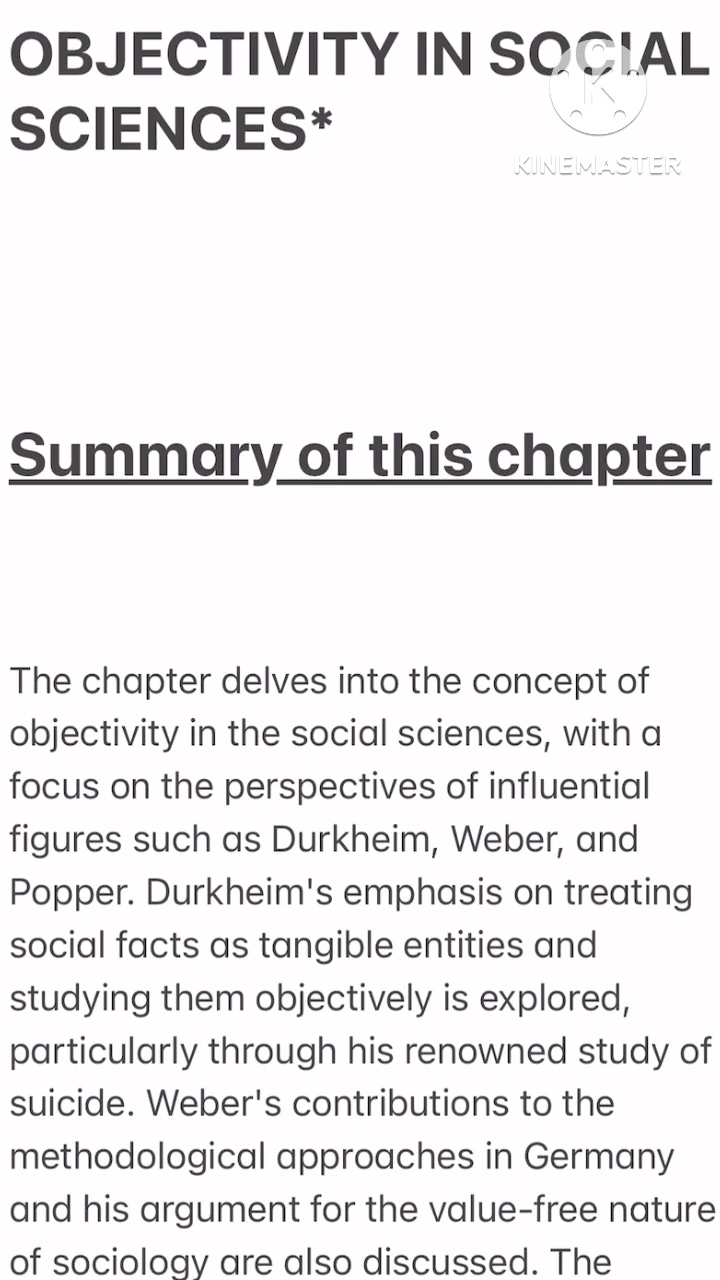 OBJECTIVITY IN SOCIAL
SCIENCES*
KINEMASTER
Summary of this chapter
The chapter delves into the concept of
objectivity in the social sciences, with a
focus on the perspectives of influential
figures such as Durkheim, Weber, and
Popper. Durkheim's emphasis on treating
social facts as tangible entities and
studying them objectively is explored,
particularly through his renowned study of
suicide. Weber's contributions to the
methodological approaches in Germany
and his argument for the value-free nature
of sociology are also discussed. The